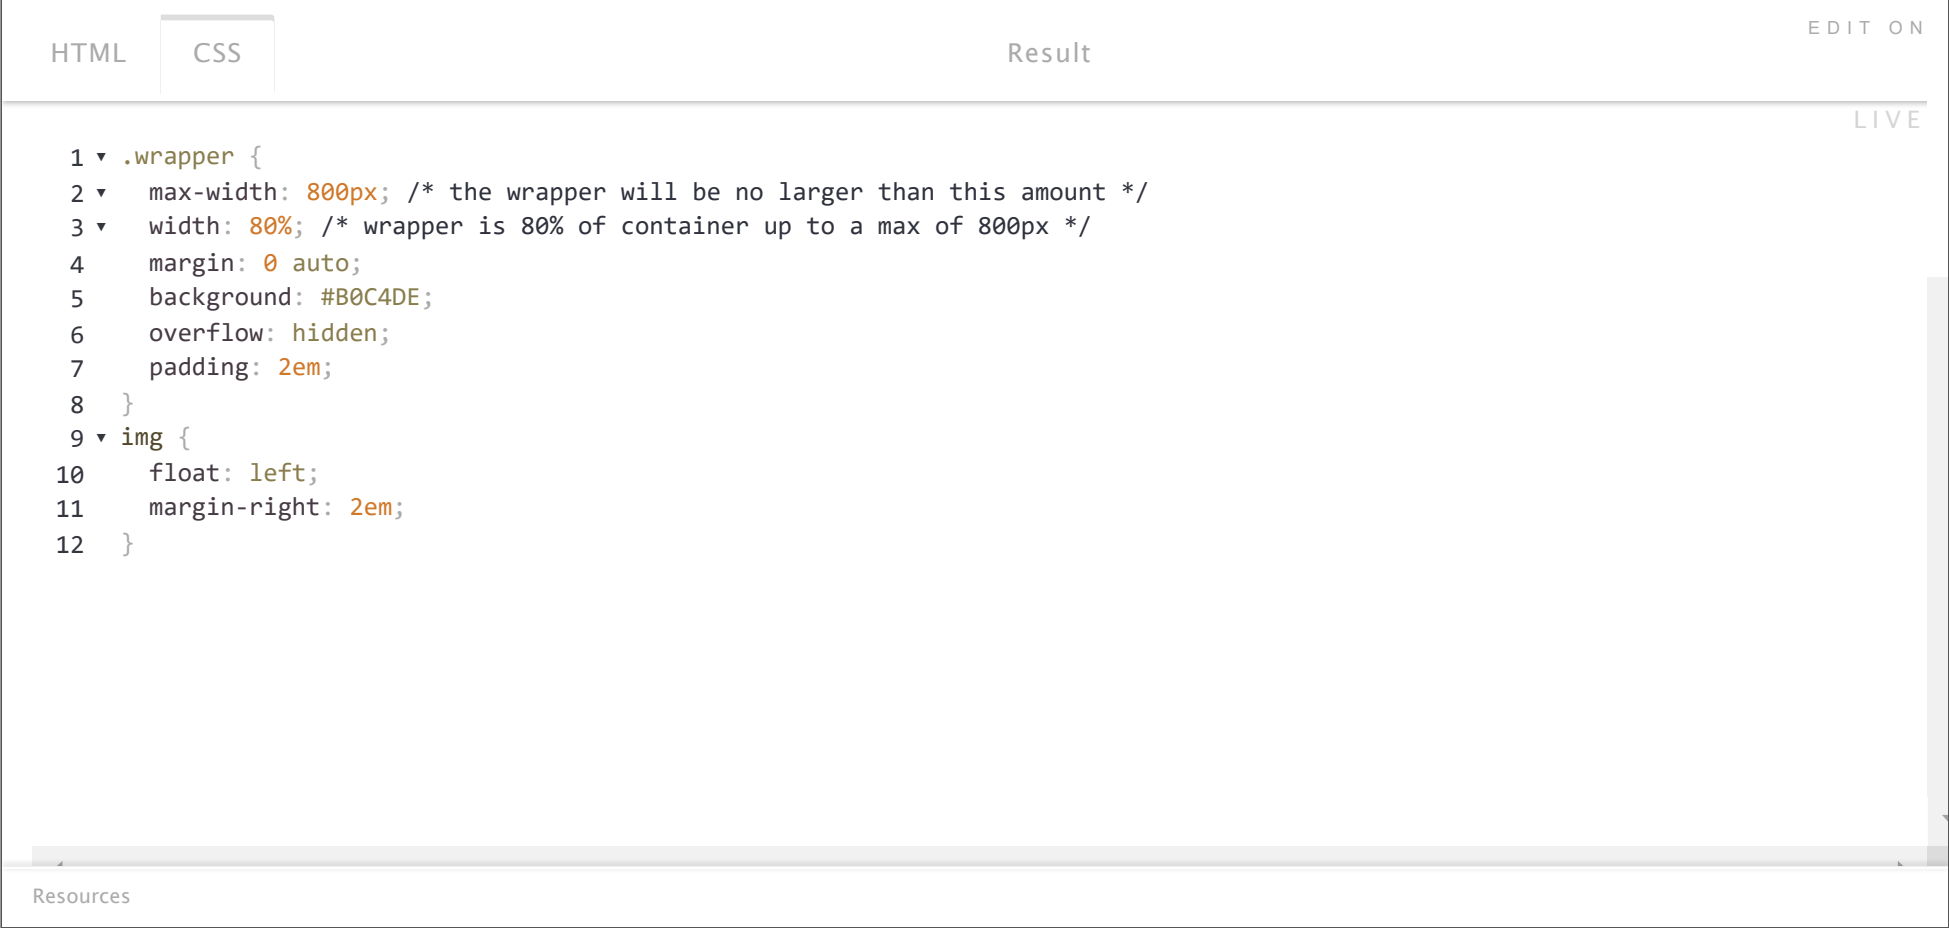 HTML CSS Result EDIT ON
LIVE
1 .wrapper {
2 max-width: 800px; /* the wrapper will be no larger than this amount */
3 width: 80%; /* wrapper is 80% of container up to a max of 800px */
4 margin: 0 auto;
5 background: #B0C4DE;
6 overflow: hidden;
7 padding: 2em;
8 }
9 img {
10 float: left;
11 margin-right: 2em;
12 }
Resources